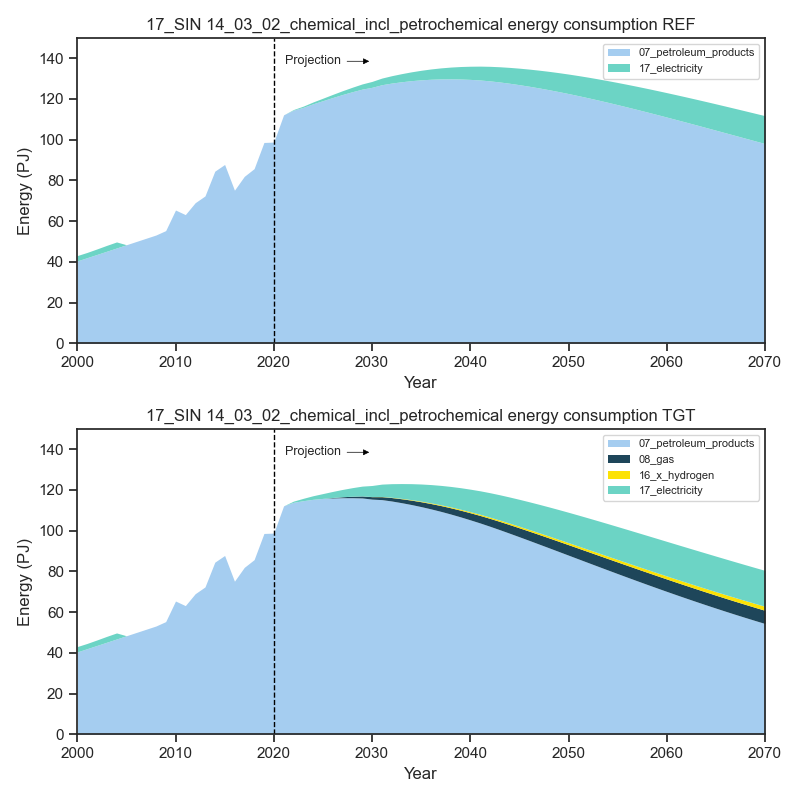 17_SIN 14_03_02_chemical_incl_petrochemical energy consumption REF
Energy (PJ)
140
120
100
80
60
40
20
0
Projection
07_petroleum_products
17_electricity
2000 2010 2020 2030 2040 2050 2060 2070
Year
17_SIN 14_03_02_chemical_incl_petrochemical energy consumption TGT
Energy (PJ)
140
120
100
80
60
40
20
0
Projection
07_petroleum_products
08_gas
16_x_hydrogen
17_electricity
2000 2010 2020 2030 2040 2050 2060 2070
Year